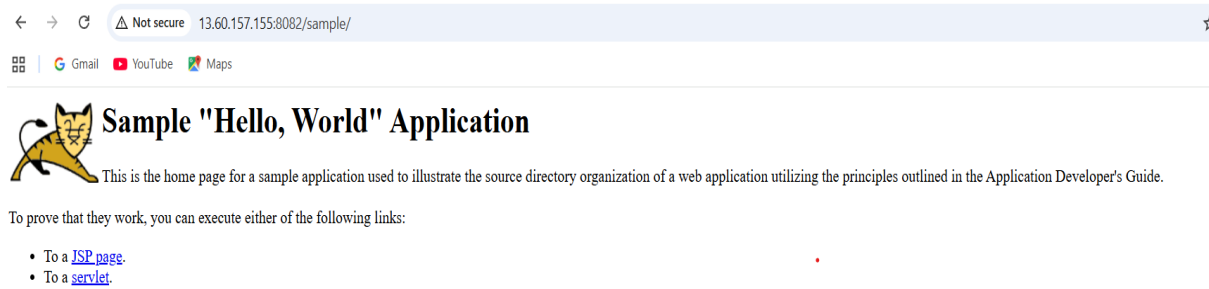 Not secure 13.60.157.155:8082/sample/
Gmail YouTube Maps
Sample "Hello, World" Application
This is the home page for a sample application used to illustrate the source directory organization of a web application utilizing the principles outlined in the Application Developer's Guide.
To prove that they work, you can execute either of the following links:
• To a JSP page.
• To a servlet.